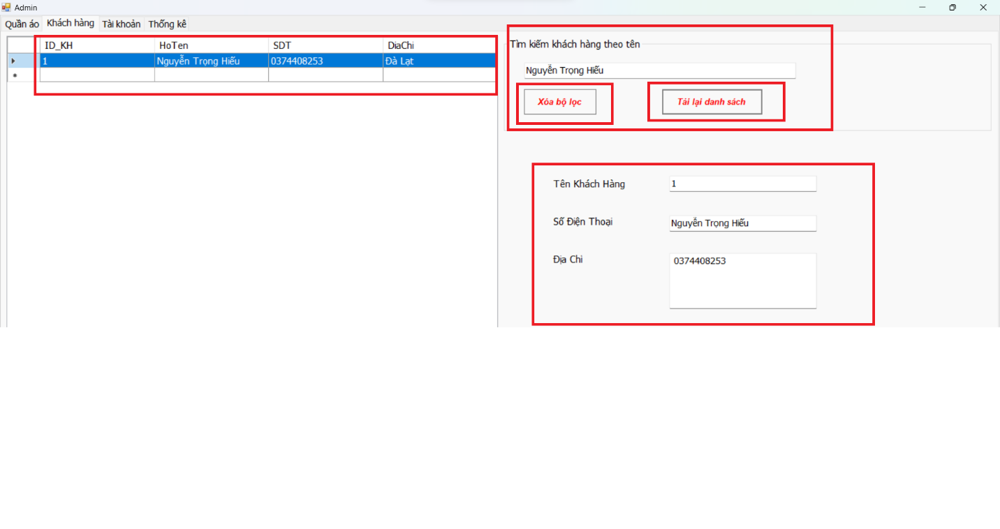 Admin
Quần áo Khách hàng Tài khoản Thống kê
ID_KH HoTen SDT DiaChi
1 Nguyễn Trọng Hiếu 0374408253 Đà Lạt
Tìm kiếm khách hàng theo tên
Nguyễn Trọng Hiếu
Xóa bộ lọc Tải lại danh sách
Tên Khách Hàng 1
Số Điện Thoại Nguyễn Trọng Hiếu
Địa Chỉ 0374408253